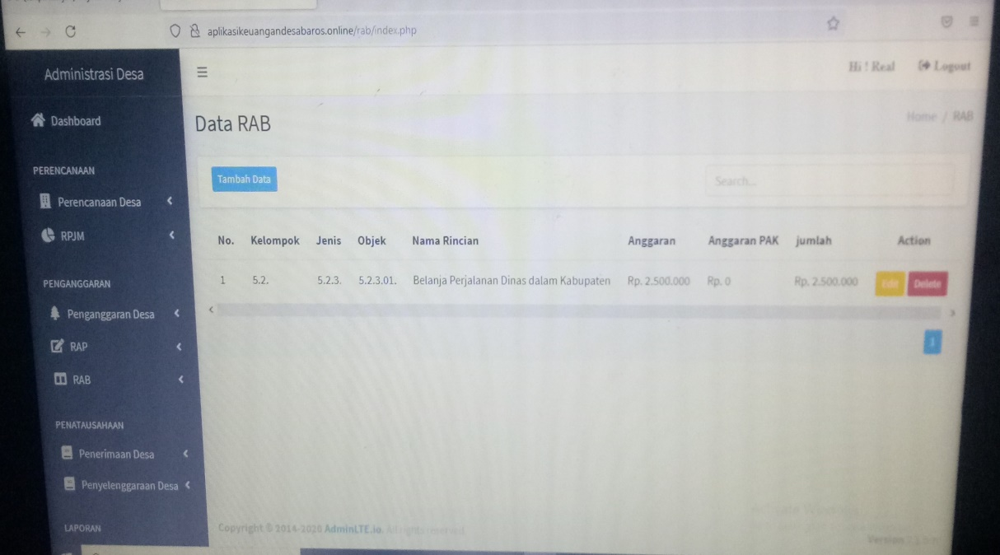 aplikasikeuangandesabaros.online/rab/index.php
Administrasi Desa
Hi ! Real Logout
Dashboard
Data RAB
Home / RAB
PERENCANAAN
Tambah Data
Search...
Perencanaan Desa
RPJM
No. Kelompok Jenis Objek Nama Rincian Anggaran Anggaran PAK jumlah Action
1 5.2. 5.2.3. 5.2.3.01. Belanja Perjalanan Dinas dalam Kabupaten Rp. 2.500.000 Rp. 0 Rp. 2.500.000 Edit Delete
PENGANGGARAN
Penganggaran Desa
1
RAP
RAB
PENATAUSAHAAN
Penerimaan Desa
Penyelenggaraan Desa
LAPORAN
Copyright © 2014-2020 AdminLTE.io. All rights reserved.
Version